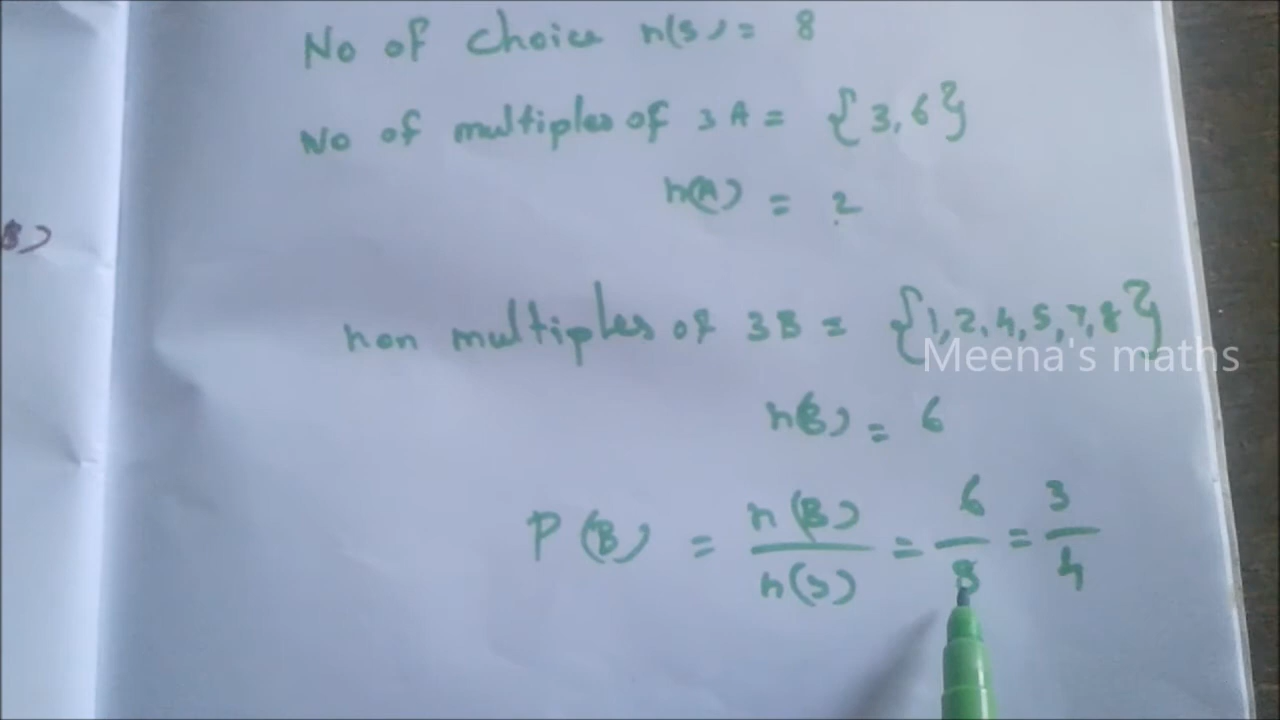 No of choice n(s) = 8
No of multiples of 3 A = {3, 6}
n(A) = 2
B)
non multiples of 3 B = {1, 2, 4, 5, 7, 8}
Meena's maths
n(B) = 6
P(B) = n(B)/n(s) = 6/8 = 3/4